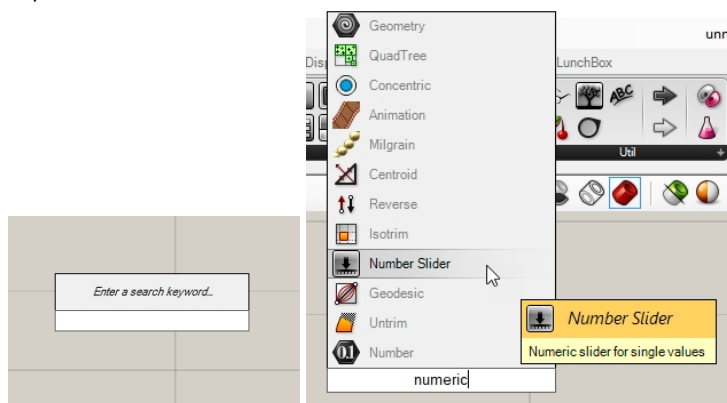 Enter a search keyword...
Geometry
QuadTree
Concentric
Animation
Milgrain
Centroid
Reverse
Isotrim
Number Slider
Geodesic
Untrim
Number
numeric
Disp
LunchBox
unn
ABC
Util
Number Slider
Numeric slider for single values